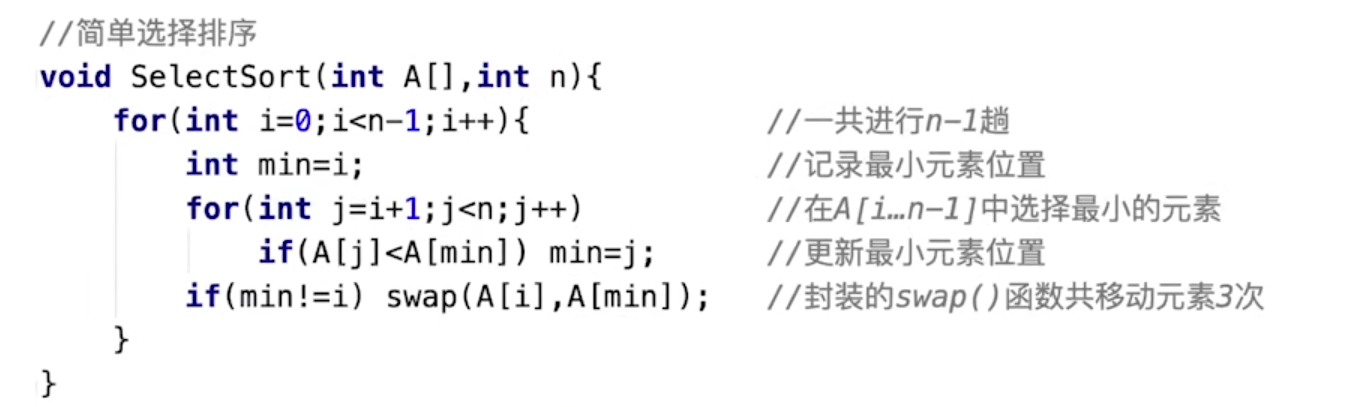 //简单选择排序
void SelectSort(int A[],int n){
    for(int i=0;i<n-1;i++){             //一共进行n-1趟
        int min=i;                      //记录最小元素位置
        for(int j=i+1;j<n;j++)          //在A[i…n-1]中选择最小的元素
            if(A[j]<A[min]) min=j;      //更新最小元素位置
        if(min!=i) swap(A[i],A[min]);   //封装的swap()函数共移动元素3次
    }
}